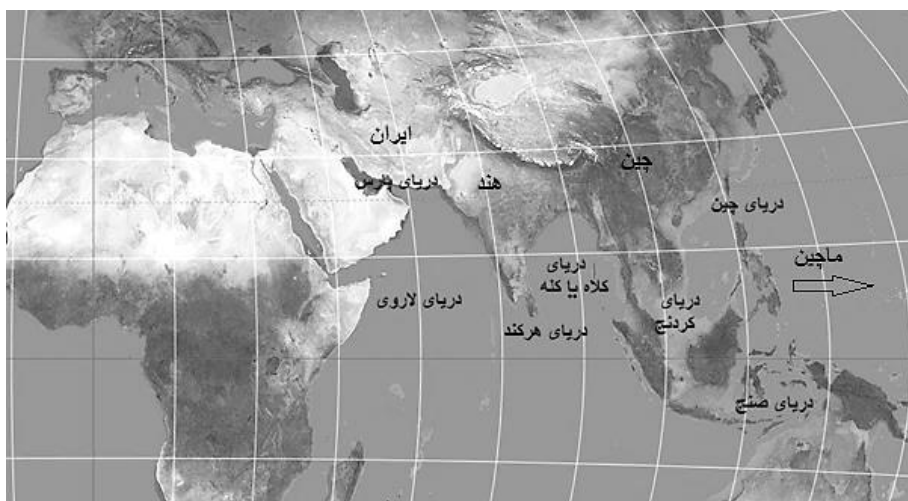 ایران
چین
دریای پارس
هند
دریای چین
ماچین
دریای
کلاه یا کله
دریای لاروی
دریای
کردنج
دریای هرکند
دریای صنج